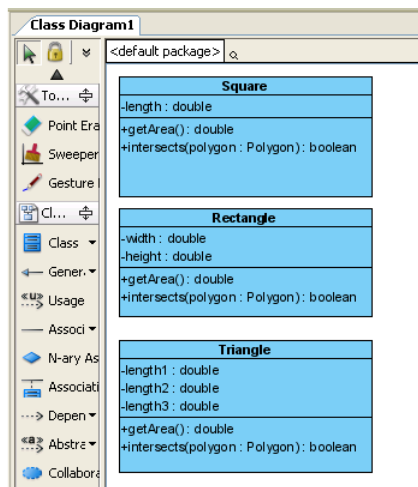 Class Diagram1
<default package>
To...
Point Era
Sweeper
Gesture
Cl...
Class
Gener.
Usage
Associ
N-ary As
Associati
Depen
Abstra
Collabora
Square
-length : double
+getArea() : double
+intersects(polygon : Polygon) : boolean
Rectangle
-width : double
-height : double
+getArea() : double
+intersects(polygon : Polygon) : boolean
Triangle
-length1 : double
-length2 : double
-length3 : double
+getArea() : double
+intersects(polygon : Polygon) : boolean